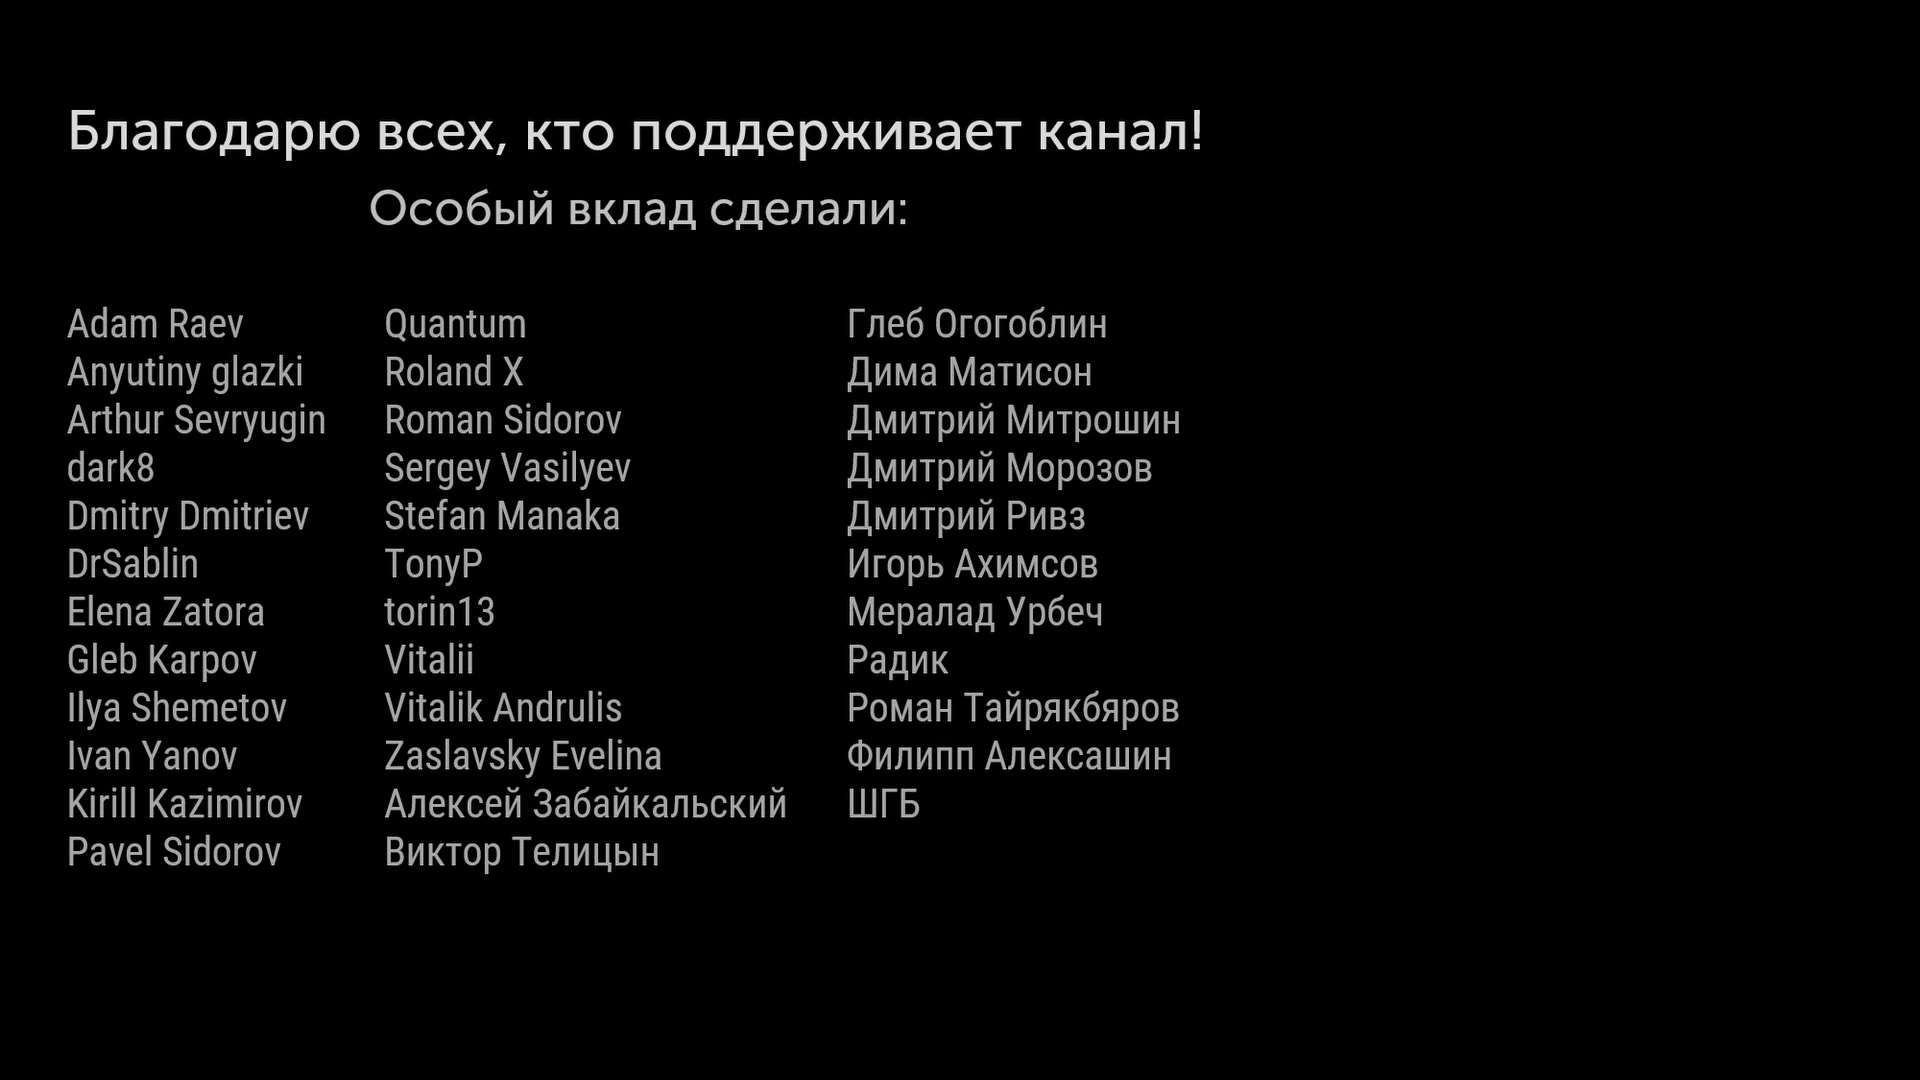 Благодарю всех, кто поддерживает канал!
Особый вклад сделали:
Adam Raev
Anyutiny glazki
Arthur Sevryugin
dark8
Dmitry Dmitriev
DrSablin
Elena Zatora
Gleb Karpov
Ilya Shemetov
Ivan Yanov
Kirill Kazimirov
Pavel Sidorov
Quantum
Roland X
Roman Sidorov
Sergey Vasilyev
Stefan Manaka
TonyP
torin13
Vitalii
Vitalik Andrulis
Zaslavsky Evelina
Алексей Забайкальский
Виктор Телицын
Глеб Огогоблин
Дима Матисон
Дмитрий Митрошин
Дмитрий Морозов
Дмитрий Ривз
Игорь Ахимсов
Мералад Урбеч
Радик
Роман Тайрякбяров
Филипп Алексашин
ШГБ